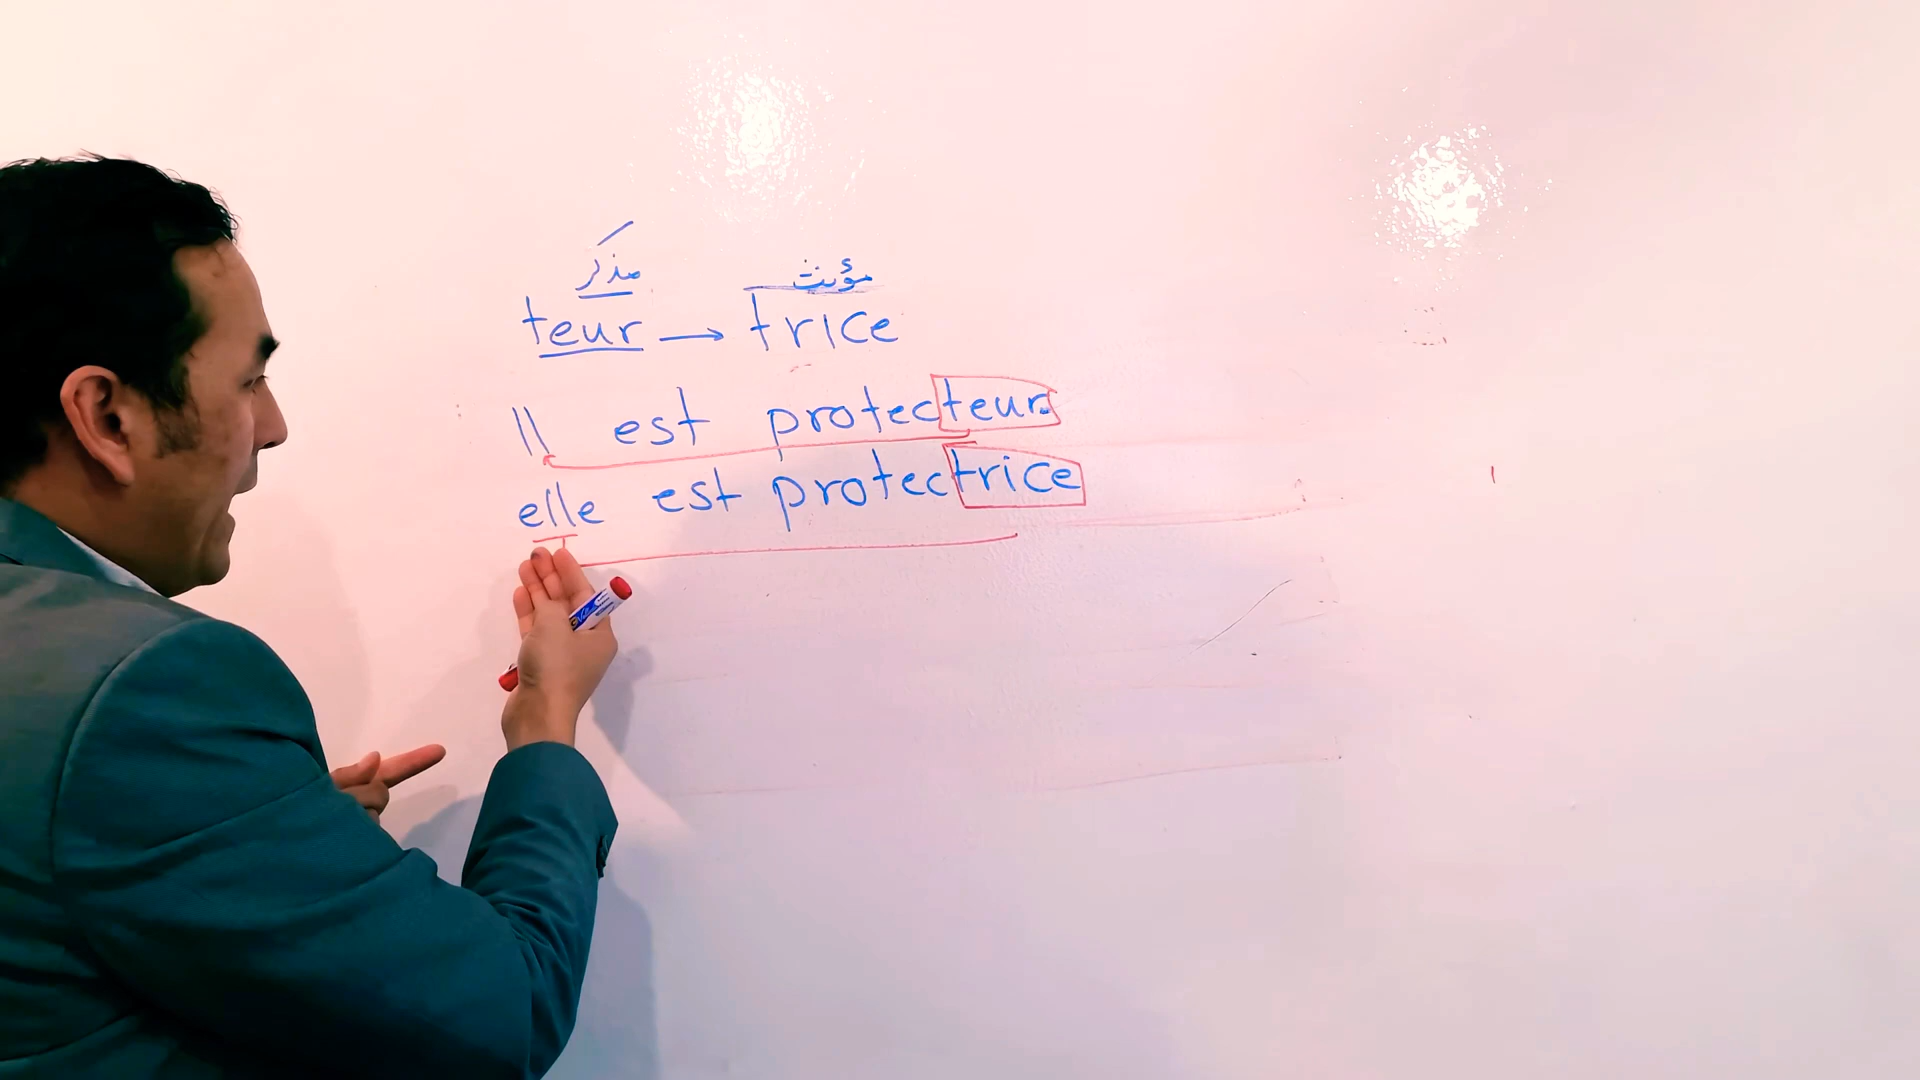 مذكر مؤنث
teur → trice
Il est protecteur
elle est protectrice